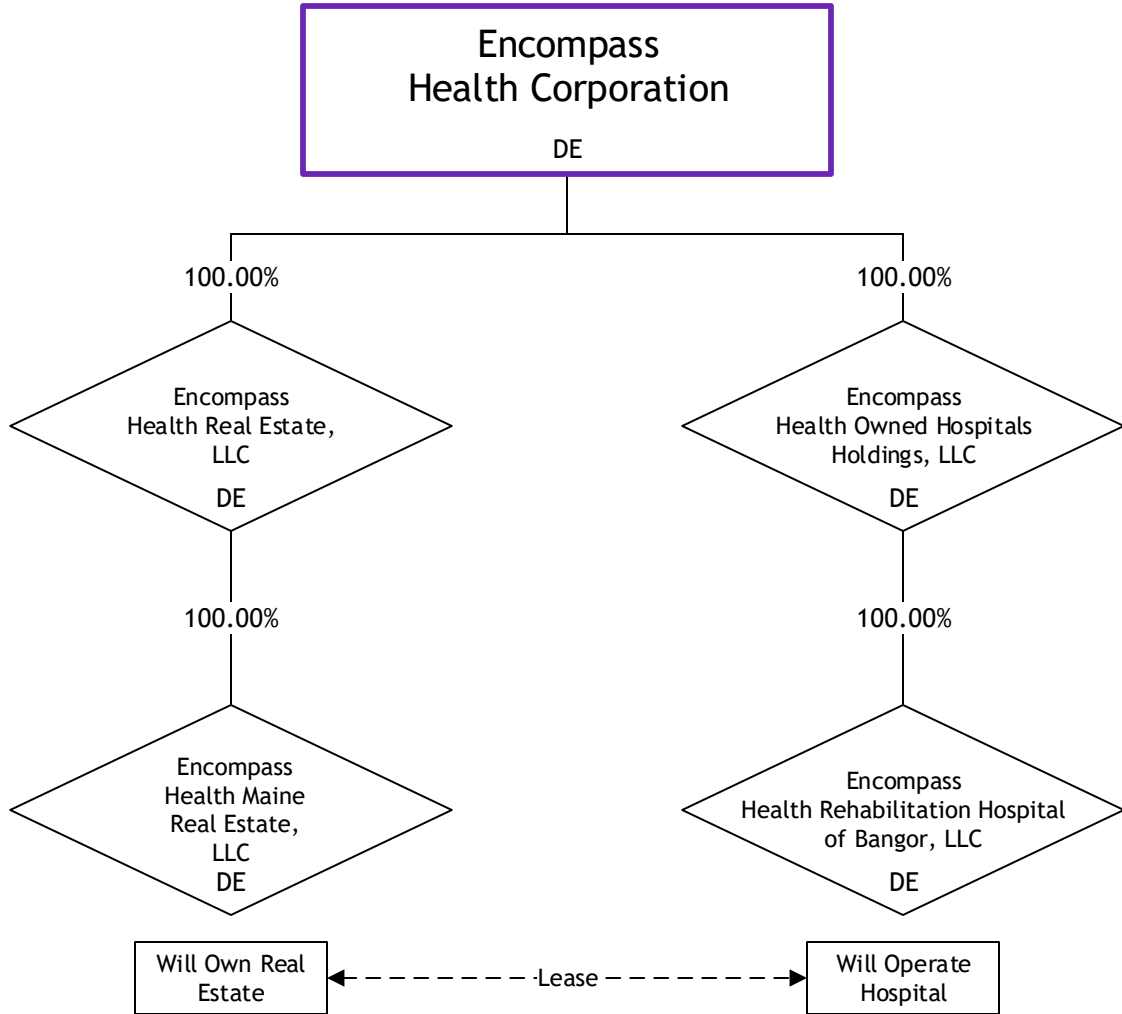 Encompass
Health Corporation
DE
100.00%
100.00%
Encompass
Health Real Estate,
LLC
DE
Encompass
Health Owned Hospitals
Holdings, LLC
DE
100.00%
100.00%
Encompass
Health Maine
Real Estate,
LLC
DE
Encompass
Health Rehabilitation Hospital
of Bangor, LLC
DE
Will Own Real
Estate
Lease
Will Operate
Hospital